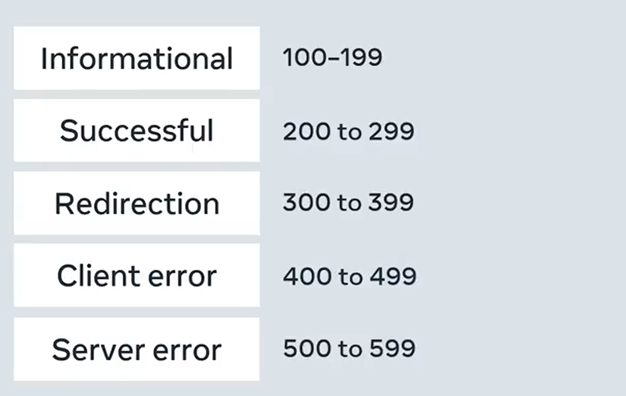 Informational 100–199
Successful 200 to 299
Redirection 300 to 399
Client error 400 to 499
Server error 500 to 599